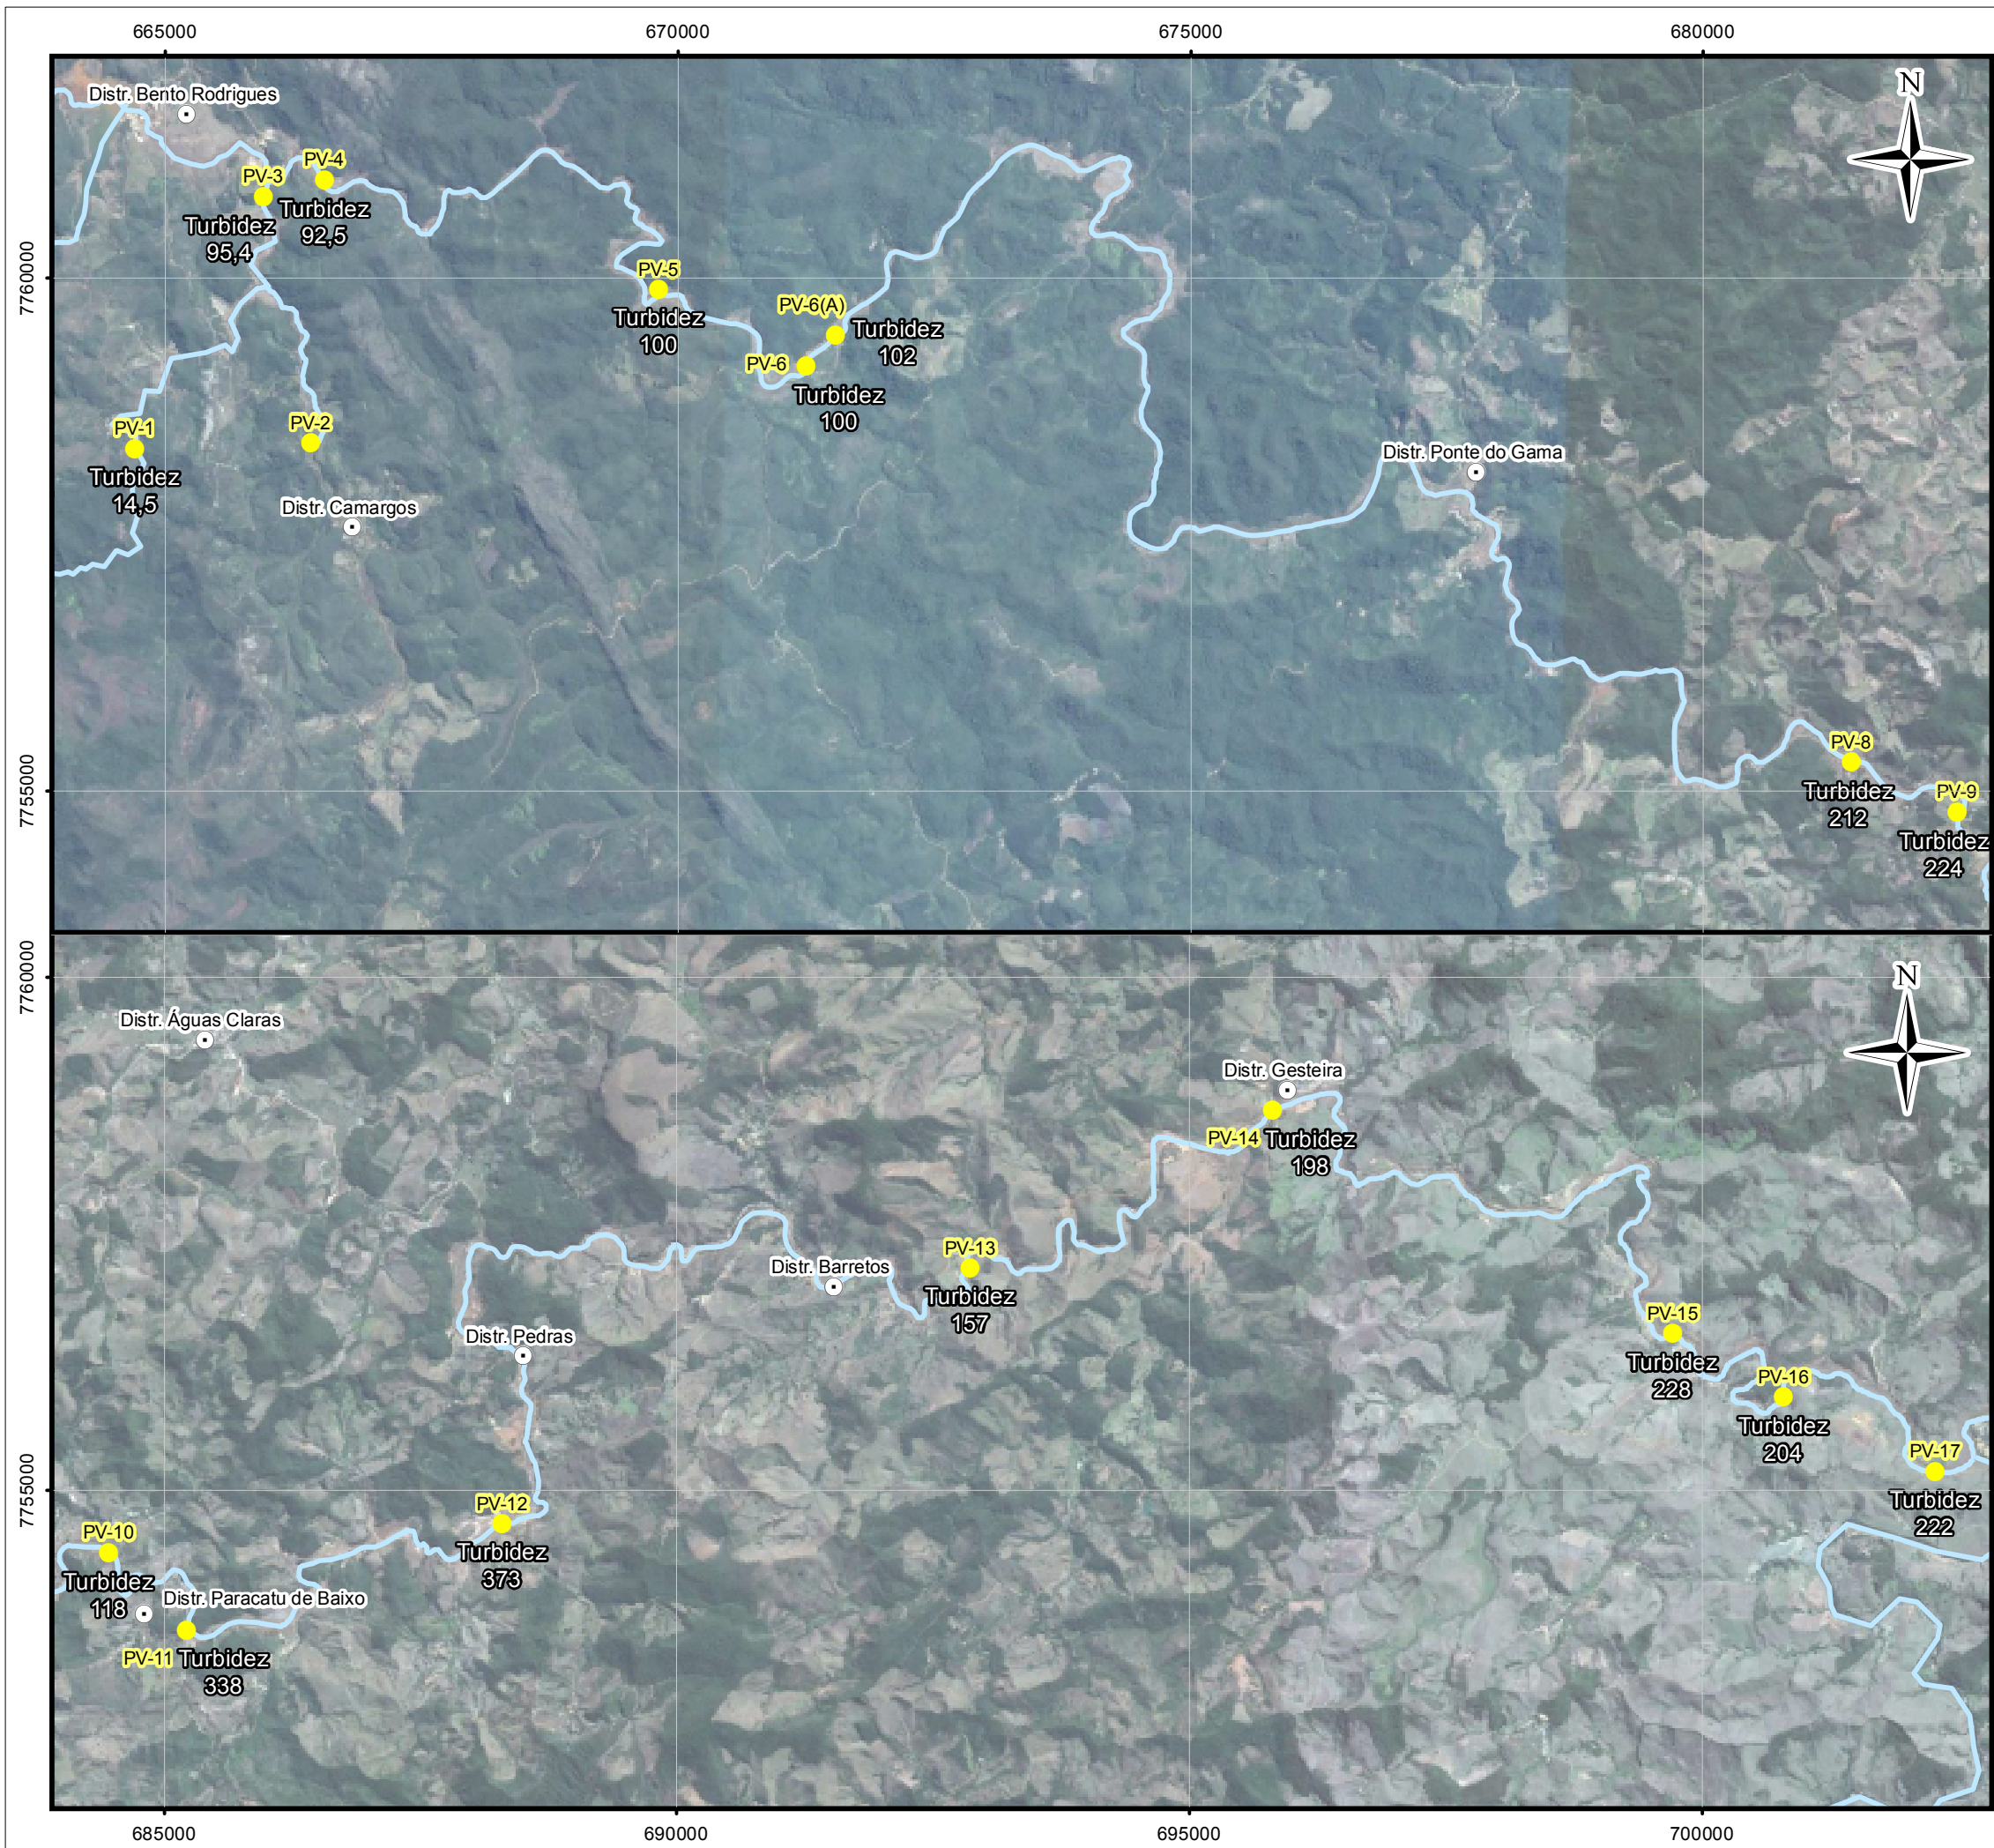 665000
670000
675000
680000
Distr. Bento Rodrigues
N
PV-4
PV-3
Turbidez
92,5
Turbidez
95,4
7760000
PV-5
Turbidez
100
PV-6(A)
Turbidez
102
PV-6
Turbidez
100
PV-1
Turbidez
14,5
PV-2
Distr. Camargos
Distr. Ponte do Gama
7755000
PV-8
Turbidez
212
PV-9
Turbidez
224
7760000
N
Distr. Águas Claras
Distr. Gesteira
PV-14
Turbidez
198
PV-13
Distr. Barretos
Turbidez
157
Distr. Pedras
PV-15
Turbidez
228
PV-16
Turbidez
204
PV-17
Turbidez
222
7755000
PV-12
Turbidez
373
PV-10
Turbidez
118
Distr. Paracatu de Baixo
PV-11
Turbidez
338
685000
690000
695000
700000